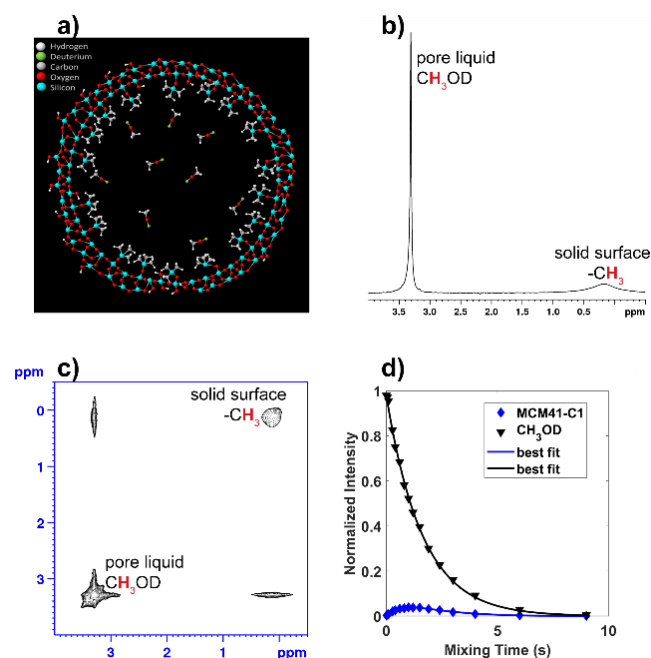 a)
Hydrogen
Deuterium
Carbon
Oxygen
Silicon
b)
pore liquid
CH3OD
solid surface
-CH3
3.5 3.0 2.5 2.0 1.5 1.0 0.5 ppm
c)
ppm
0
1
2
3
solid surface
-CH3
pore liquid
CH3OD
3 2 1 ppm
d)
Normalized Intensity
1
0.8
0.6
0.4
0.2
0
MCM41-C1
CH3OD
best fit
best fit
0 5 10
Mixing Time (s)